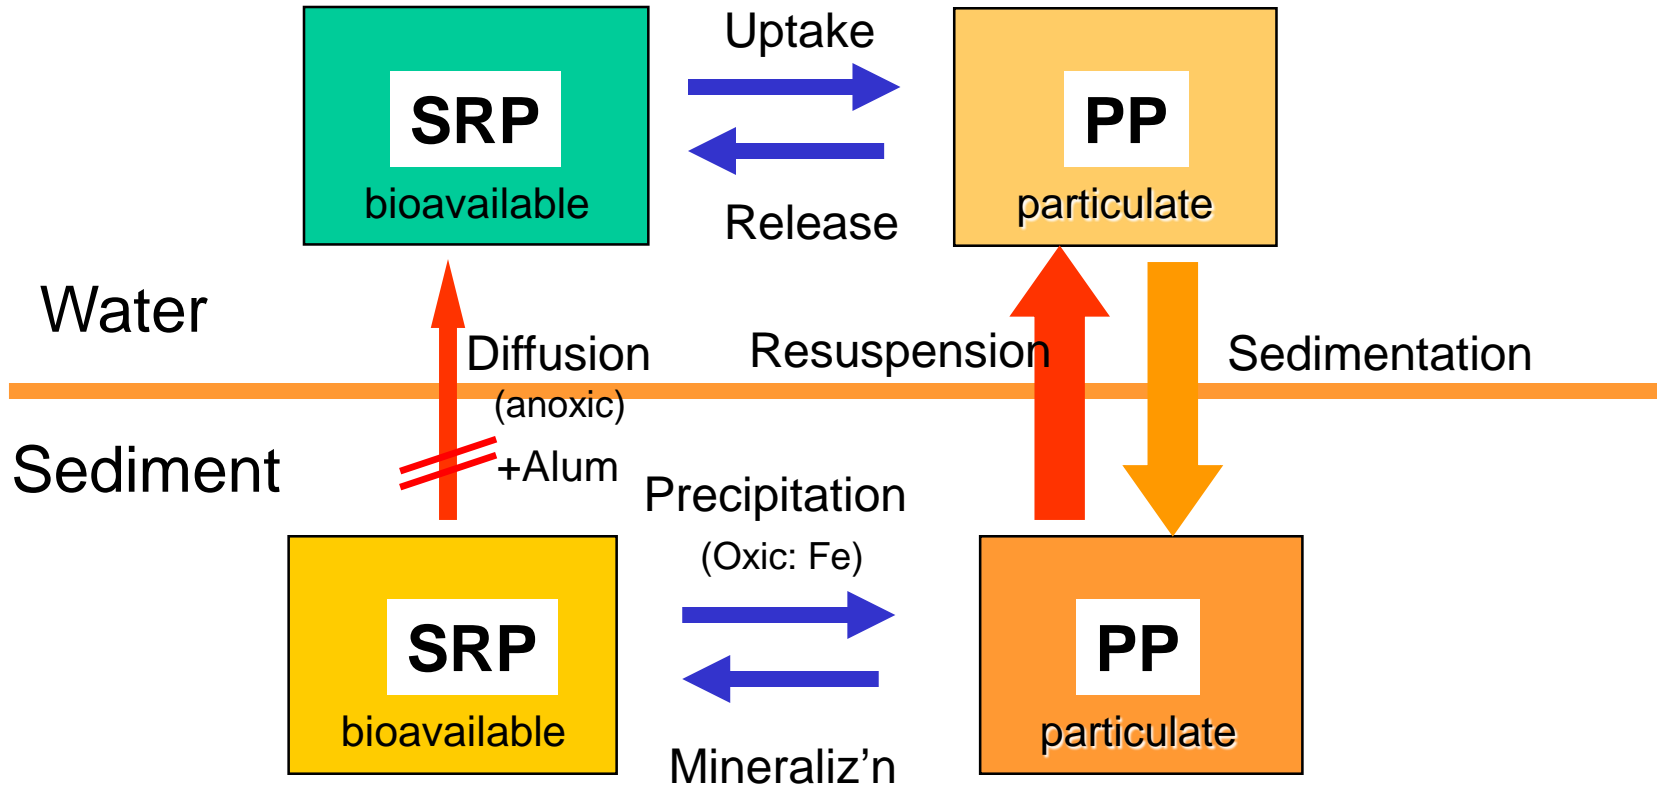 Uptake
SRP
bioavailable
PP
particulate
Release
Water
Diffusion
(anoxic)
Resuspension
Sedimentation
Sediment
+Alum
Precipitation
(Oxic: Fe)
SRP
bioavailable
PP
particulate
Mineraliz’n